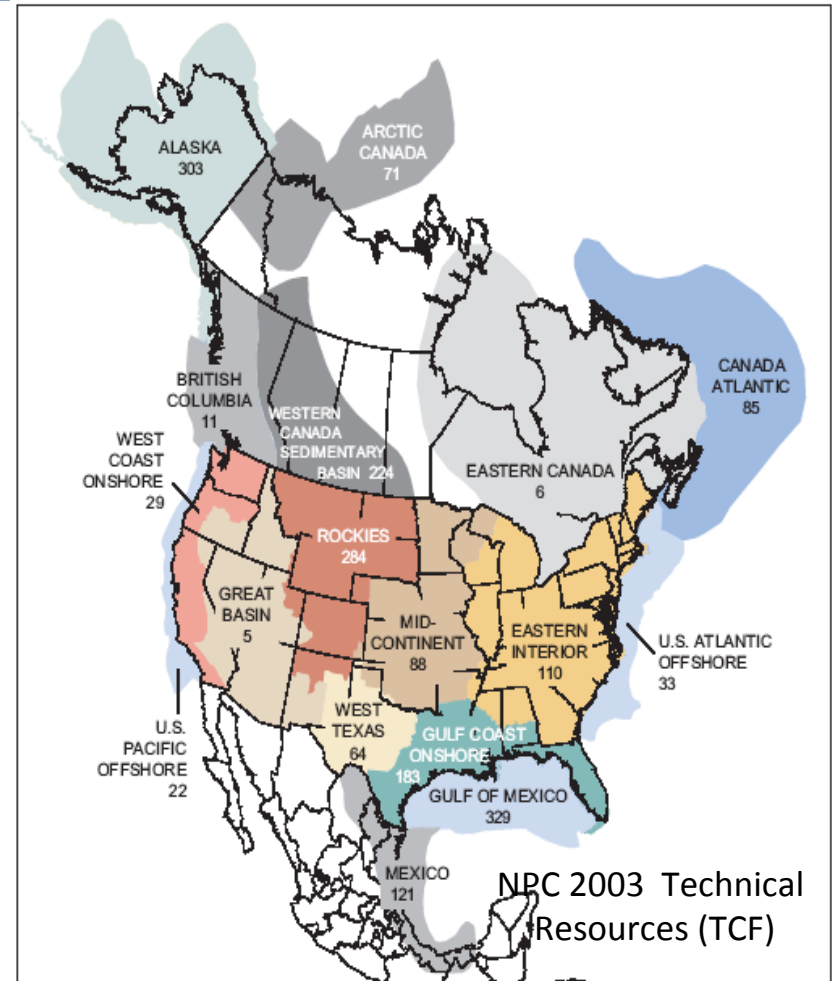 ALASKA
303
ARCTIC
CANADA
71
BRITISH
COLUMBIA
11
WESTERN
CANADA
SEDIMENTARY
BASIN 224
CANADA
ATLANTIC
85
WEST
COAST
ONSHORE
29
EASTERN CANADA
6
ROCKIES
284
GREAT
BASIN
5
MID-
CONTINENT
88
EASTERN
INTERIOR
110
U.S. ATLANTIC
OFFSHORE
33
WEST
TEXAS
64
GULF COAST
ONSHORE
183
U.S.
PACIFIC
OFFSHORE
22
GULF OF MEXICO
329
MEXICO
121
NPC 2003 Technical
Resources (TCF)